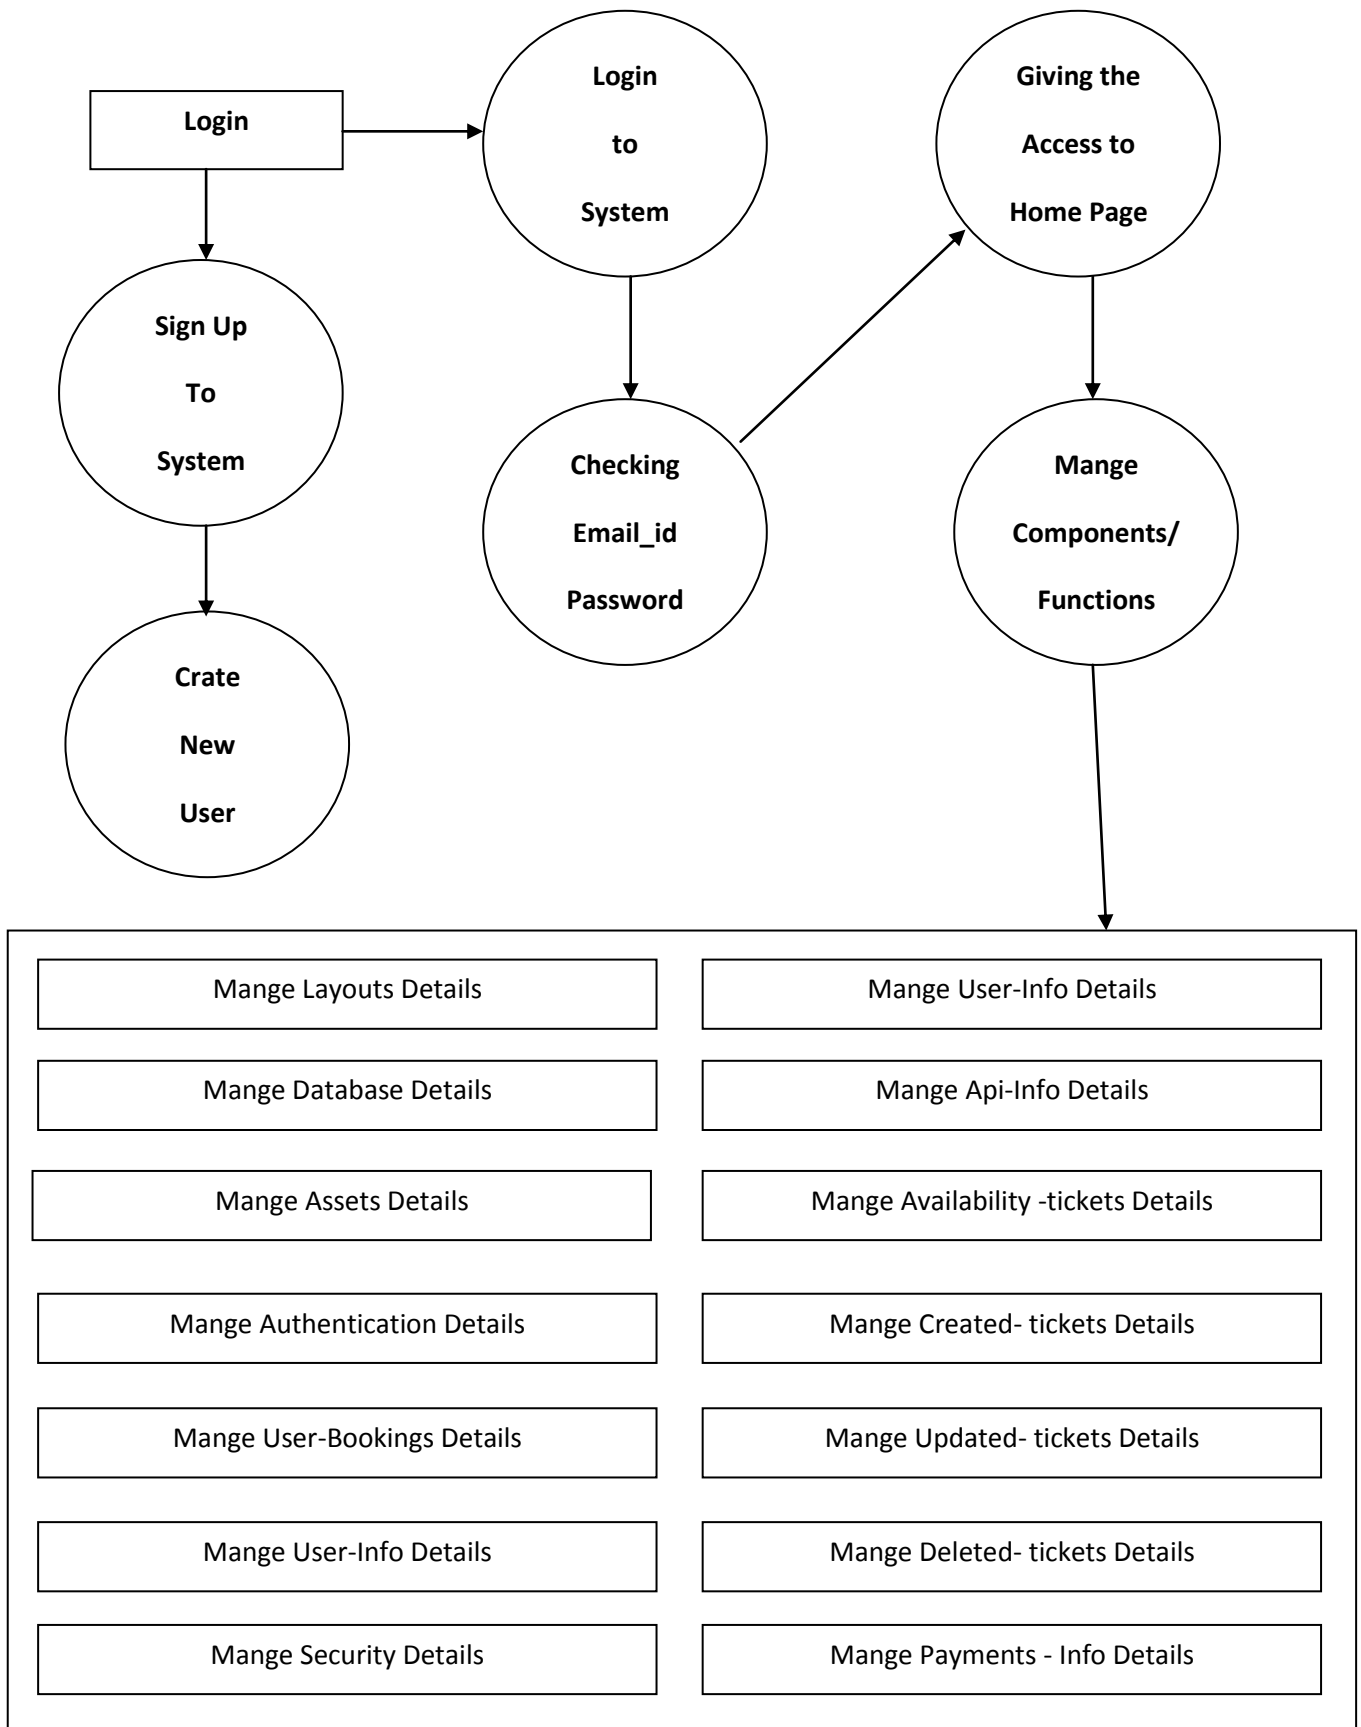 Login
Login
to
System
Giving the
Access to
Home Page
Sign Up
To
System
Checking
Email_id
Password
Mange
Components/
Functions
Crate
New
User
Mange Layouts Details
Mange User-Info Details
Mange Database Details
Mange Api-Info Details
Mange Assets Details
Mange Availability -tickets Details
Mange Authentication Details
Mange Created- tickets Details
Mange User-Bookings Details
Mange Updated- tickets Details
Mange User-Info Details
Mange Deleted- tickets Details
Mange Security Details
Mange Payments - Info Details